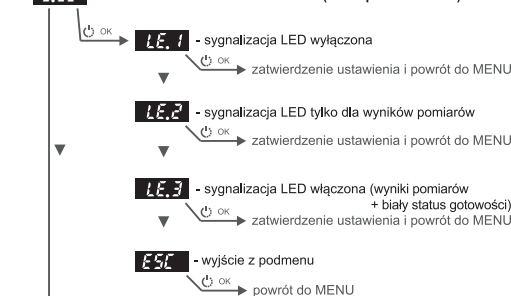 OK
LE.1 - sygnalizacja LED wyłączona
OK
zatwierdzenie ustawienia i powrót do MENU
LE.2 - sygnalizacja LED tylko dla wyników pomiarów
OK
zatwierdzenie ustawienia i powrót do MENU
LE.3 - sygnalizacja LED włączona (wyniki pomiarów
+ biały status gotowości)
OK
zatwierdzenie ustawienia i powrót do MENU
ESC - wyjście z podmenu
OK
powrót do MENU